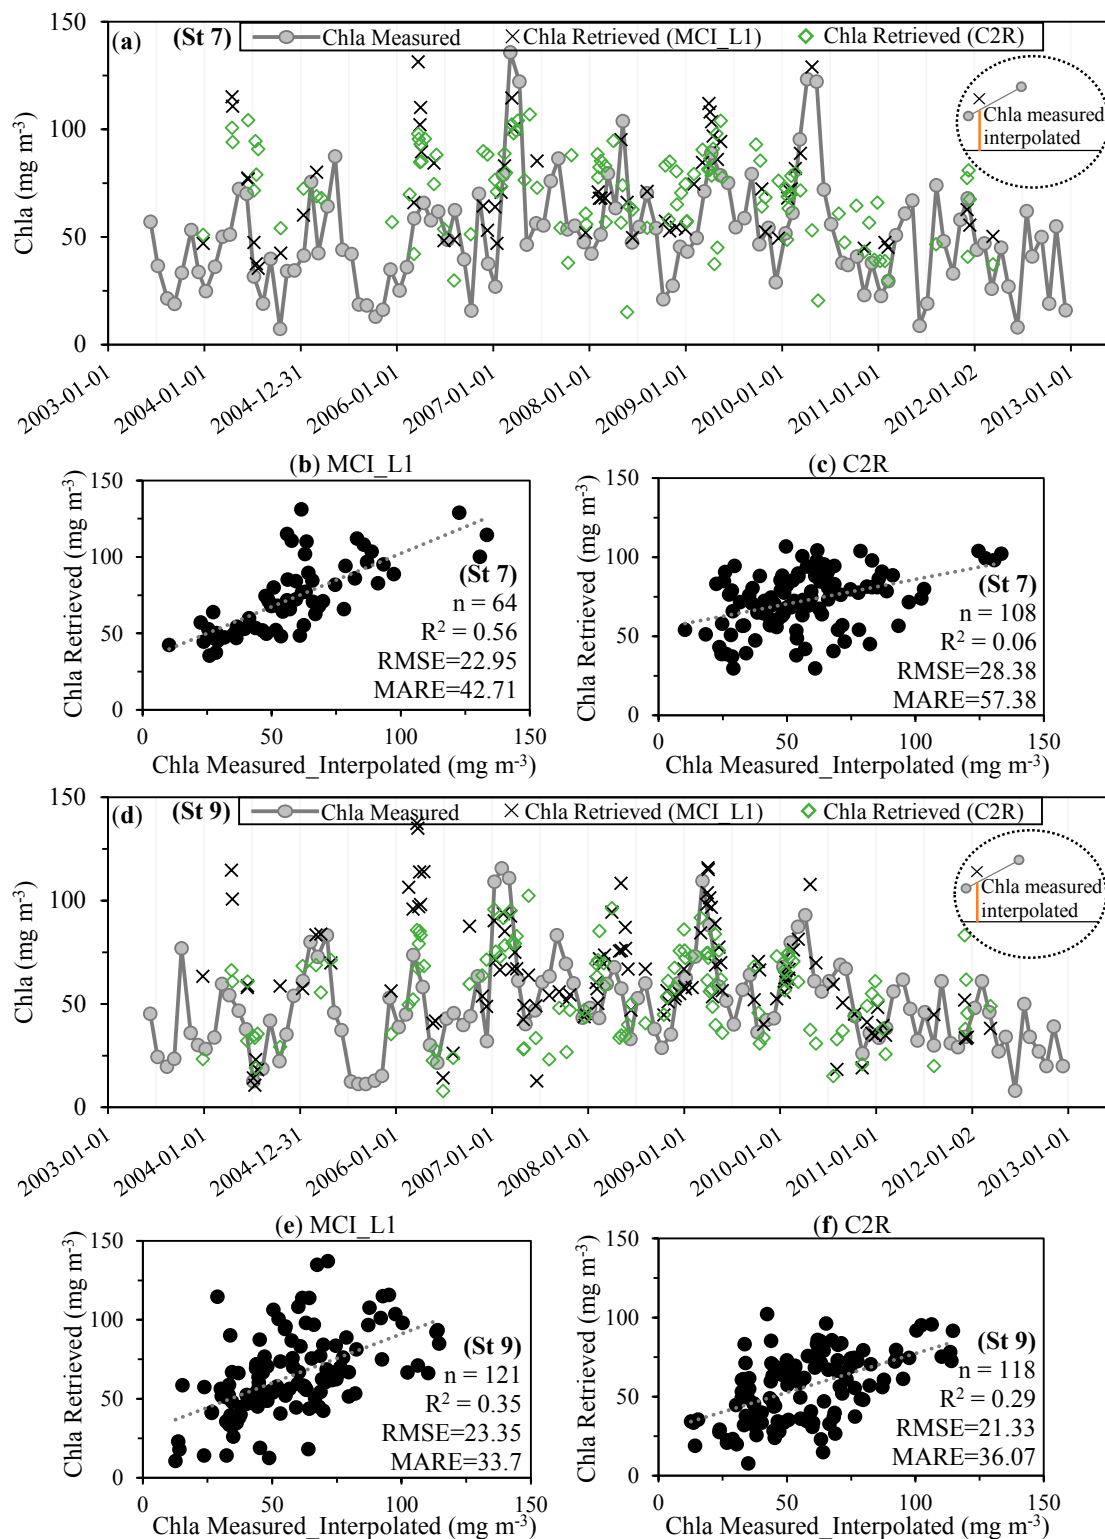 (a) (St 7) Chla Measured Chla Retrieved (MCI_L1) Chla Retrieved (C2R)
150
100
50
0
Chla (mg m-3)
Chla measured
interpolated
2003-01-01 2004-01-01 2004-12-31 2006-01-01 2007-01-01 2008-01-01 2009-01-01 2010-01-01 2011-01-01 2012-01-02 2013-01-01
(b) MCI_L1
150
100
50
0
Chla Retrieved (mg m-3)
(St 7)
n = 64
R2 = 0.56
RMSE=22.95
MARE=42.71
0 50 100 150
Chla Measured_Interpolated (mg m-3)
(c) C2R
150
100
50
0
Chla Retrieved (mg m-3)
(St 7)
n = 108
R2 = 0.06
RMSE=28.38
MARE=57.38
0 50 100 150
Chla Measured_Interpolated (mg m-3)
(d) (St 9) Chla Measured Chla Retrieved (MCI_L1) Chla Retrieved (C2R)
150
100
50
0
Chla (mg m-3)
Chla measured
interpolated
2003-01-01 2004-01-01 2004-12-31 2006-01-01 2007-01-01 2008-01-01 2009-01-01 2010-01-01 2011-01-01 2012-01-02 2013-01-01
(e) MCI_L1
150
100
50
0
Chla Retrieved (mg m-3)
(St 9)
n = 121
R2 = 0.35
RMSE=23.35
MARE=33.7
0 50 100 150
Chla Measured_Interpolated (mg m-3)
(f) C2R
150
100
50
0
Chla Retrieved (mg m-3)
(St 9)
n = 118
R2 = 0.29
RMSE=21.33
MARE=36.07
0 50 100 150
Chla Measured_Interpolated (mg m-3)